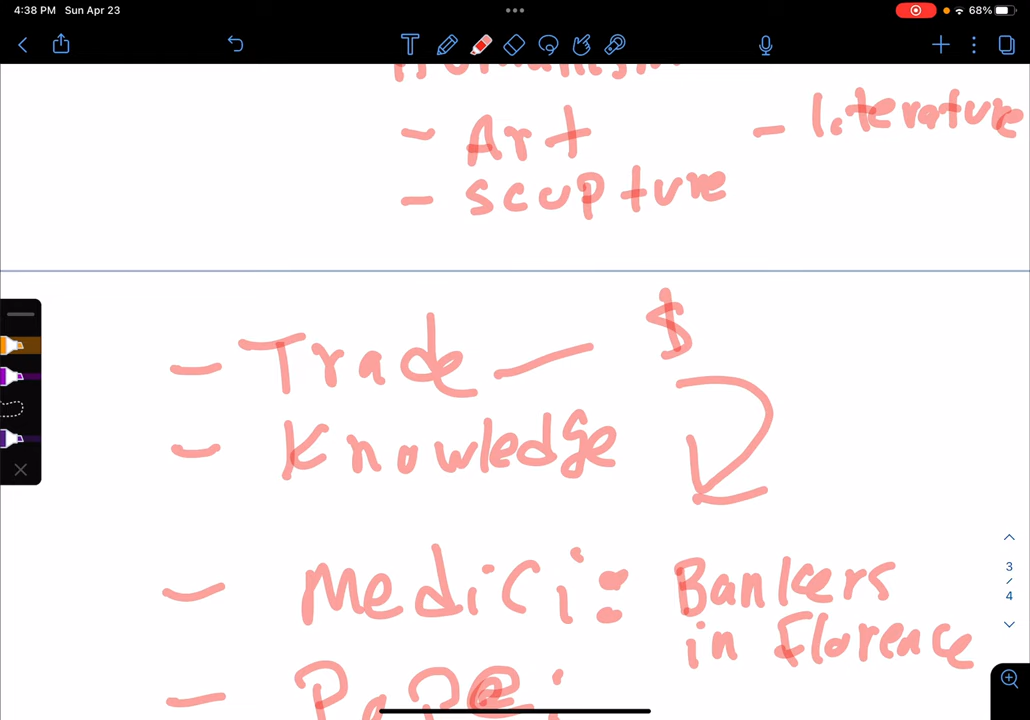 4:38 PM Sun Apr 23
68%
T
- Art
- Literature
- Scupture
- Trade — $
- Knowledge
- Medici: Bankers
in Florence
3
/
4